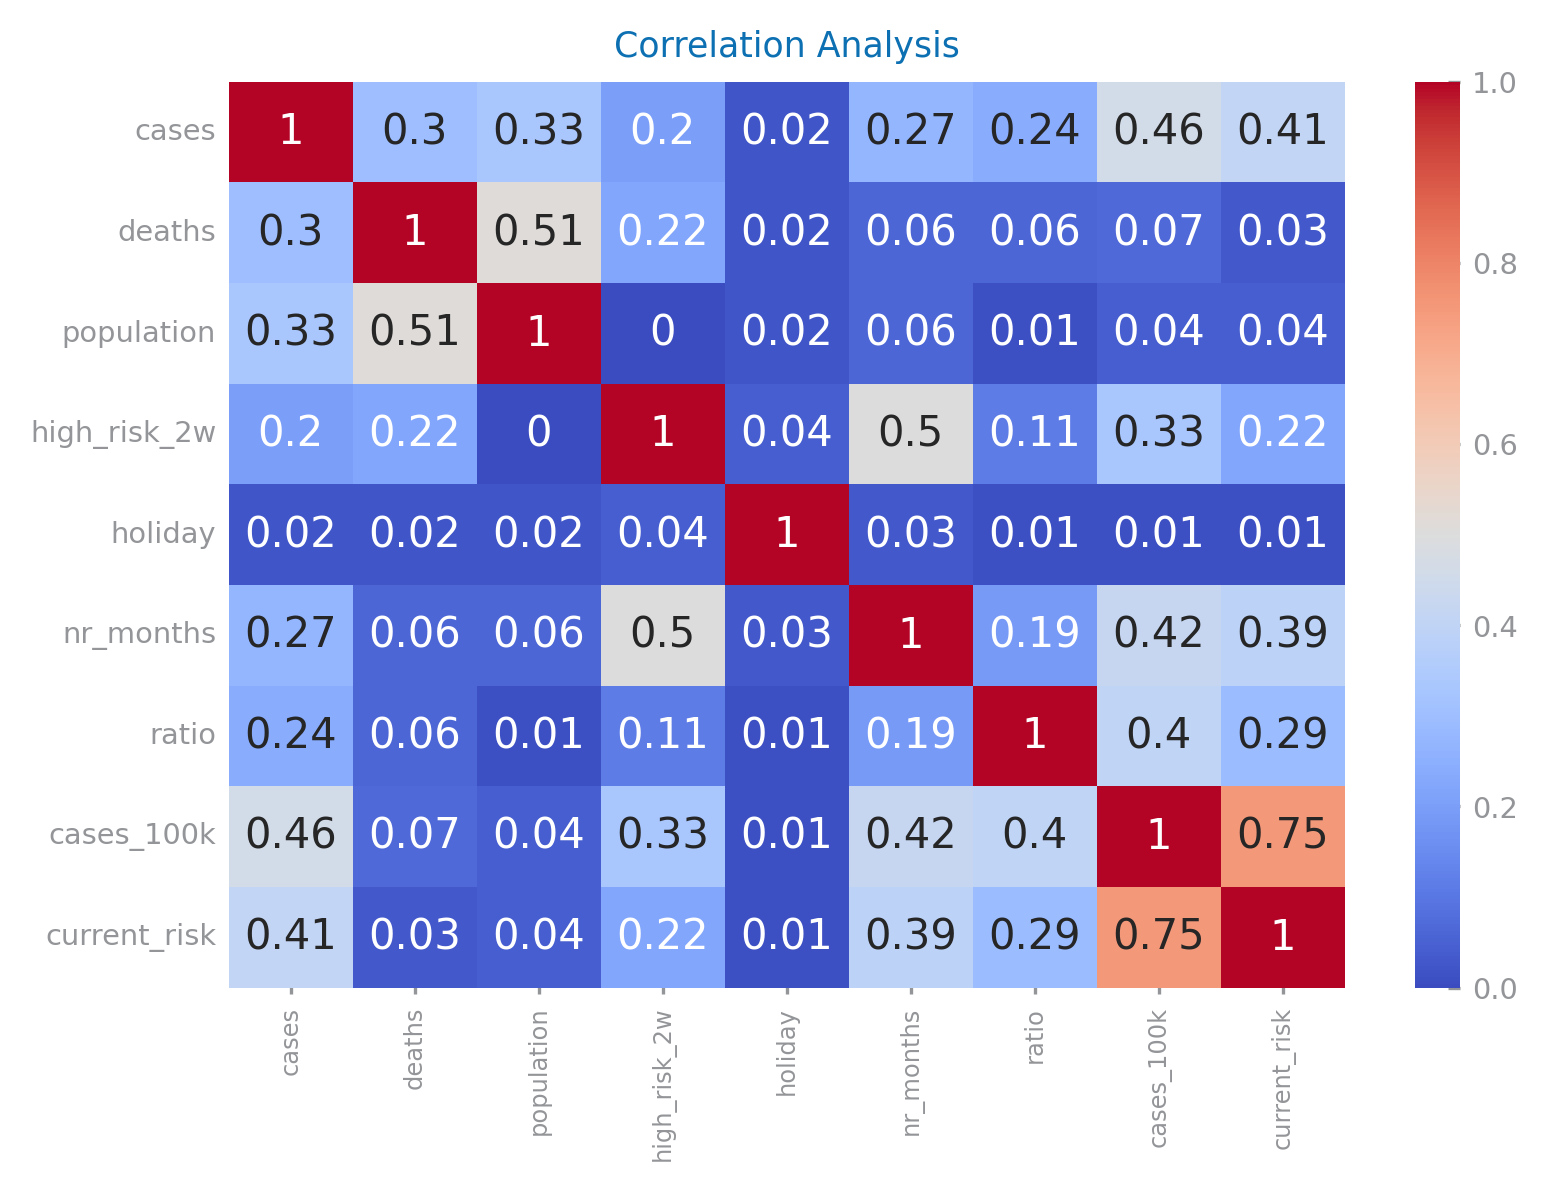 Correlation Analysis
cases 1 0.3 0.33 0.2 0.02 0.27 0.24 0.46 0.41
deaths 0.3 1 0.51 0.22 0.02 0.06 0.06 0.07 0.03
population 0.33 0.51 1 0 0.02 0.06 0.01 0.04 0.04
high_risk_2w 0.2 0.22 0 1 0.04 0.5 0.11 0.33 0.22
holiday 0.02 0.02 0.02 0.04 1 0.03 0.01 0.01 0.01
nr_months 0.27 0.06 0.06 0.5 0.03 1 0.19 0.42 0.39
ratio 0.24 0.06 0.01 0.11 0.01 0.19 1 0.4 0.29
cases_100k 0.46 0.07 0.04 0.33 0.01 0.42 0.4 1 0.75
current_risk 0.41 0.03 0.04 0.22 0.01 0.39 0.29 0.75 1
cases
deaths
population
high_risk_2w
holiday
nr_months
ratio
cases_100k
current_risk
1.0
0.8
0.6
0.4
0.2
0.0